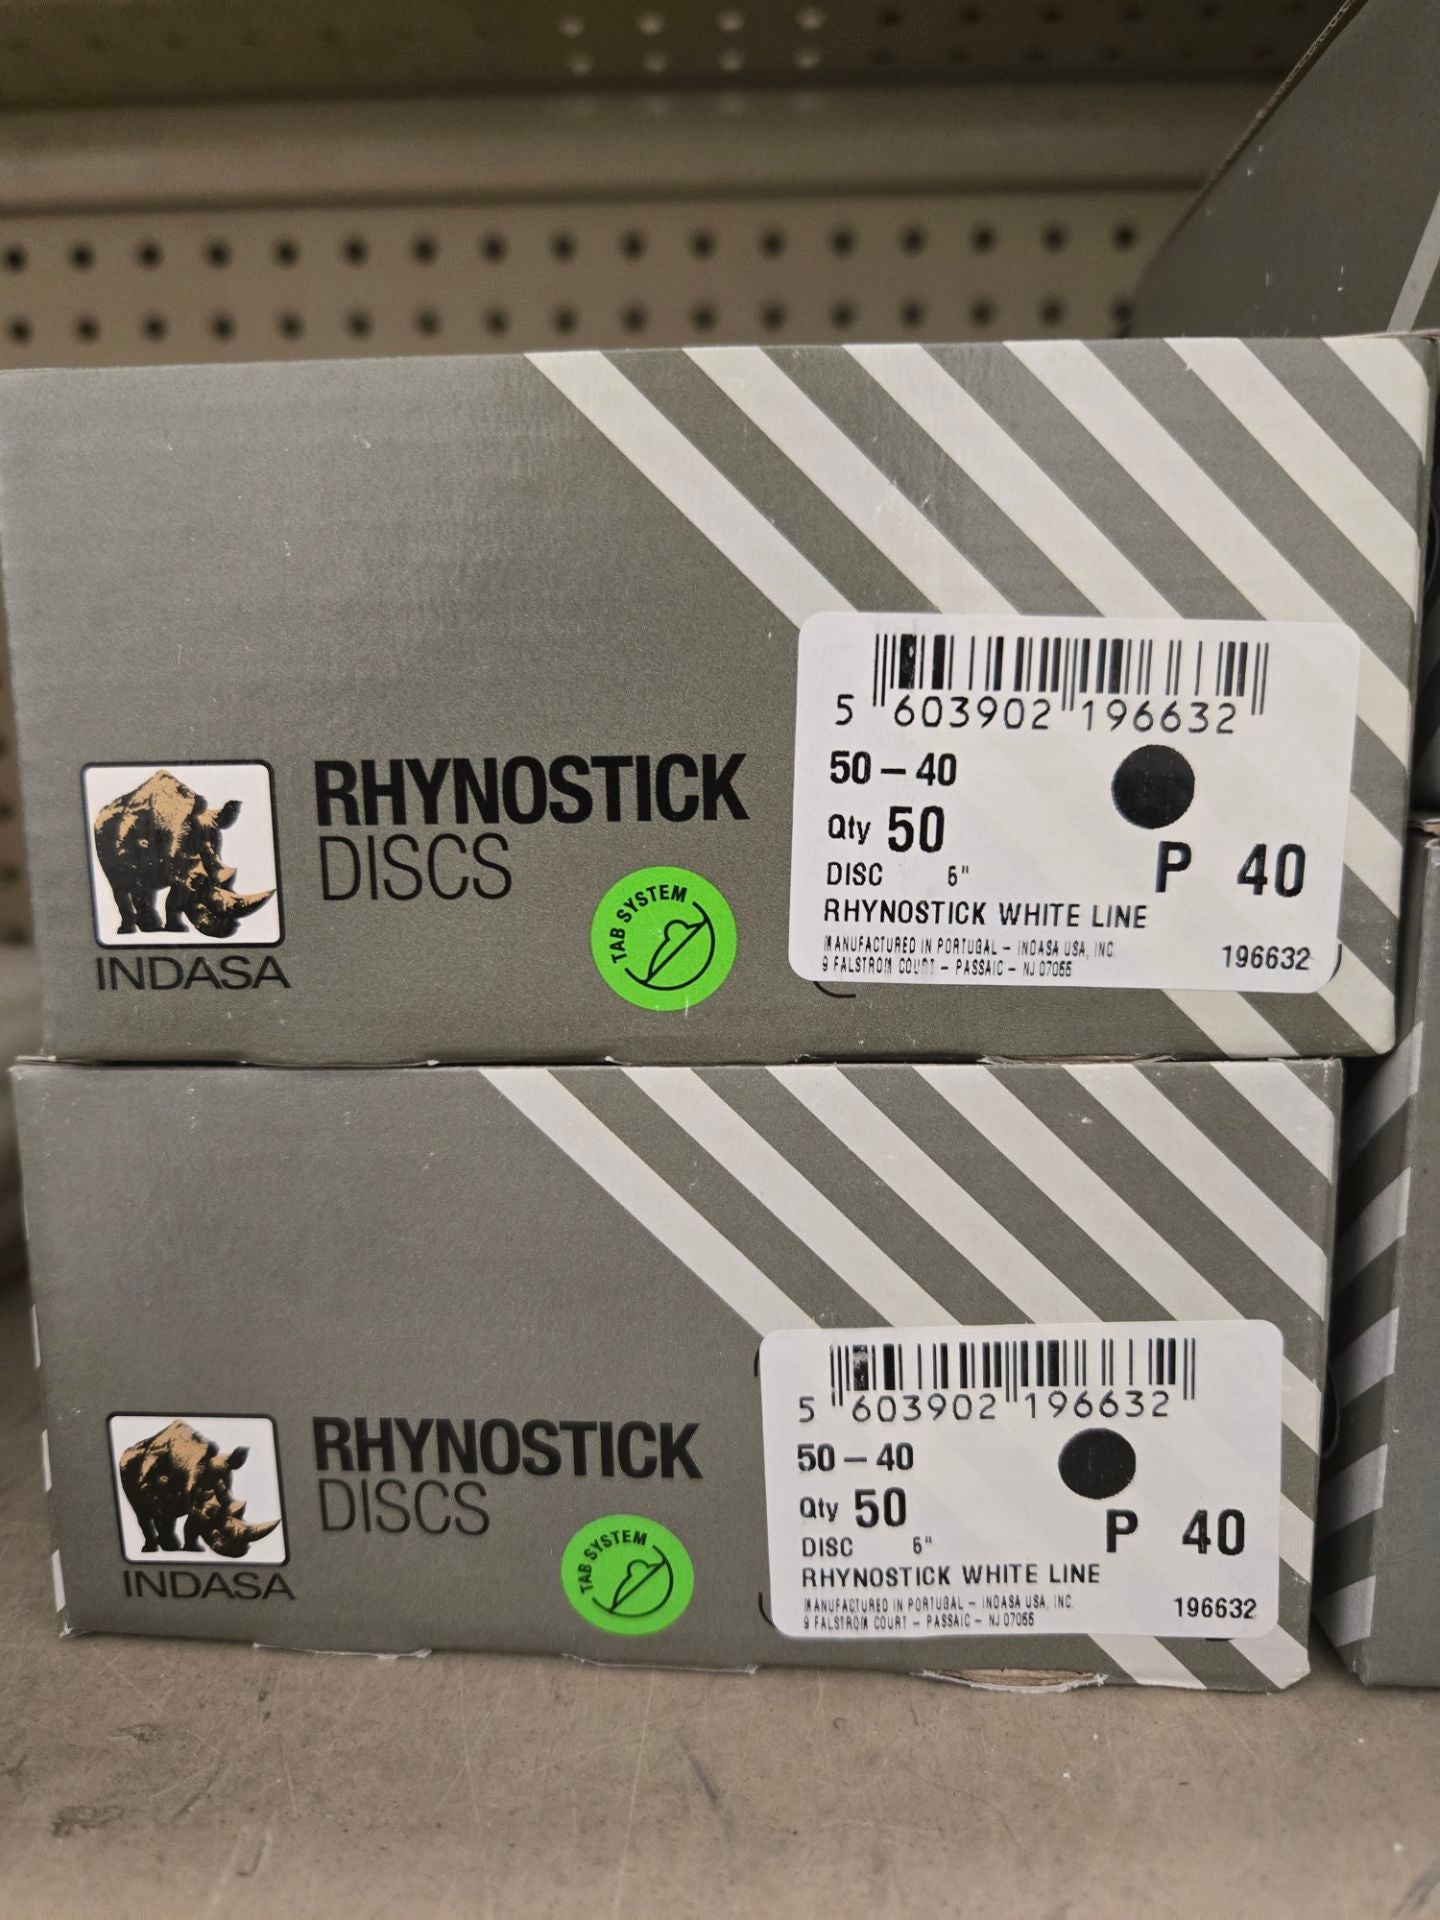 5 603902 196632
50 – 40
Qty 50
P 40
DISC 6"
RHYNOSTICK WHITE LINE
MANUFACTURED IN PORTUGAL – INDASA USA, INC.
9 FALSTROM COURT – PASSAIC – NJ 07055
196632
RHYNOSTICK
DISCS
TAB SYSTEM
INDASA
5 603902 196632
50 – 40
Qty 50
P 40
DISC 6"
RHYNOSTICK WHITE LINE
MANUFACTURED IN PORTUGAL – INDASA USA, INC.
9 FALSTROM COURT – PASSAIC – NJ 07055
196632
RHYNOSTICK
DISCS
TAB SYSTEM
INDASA